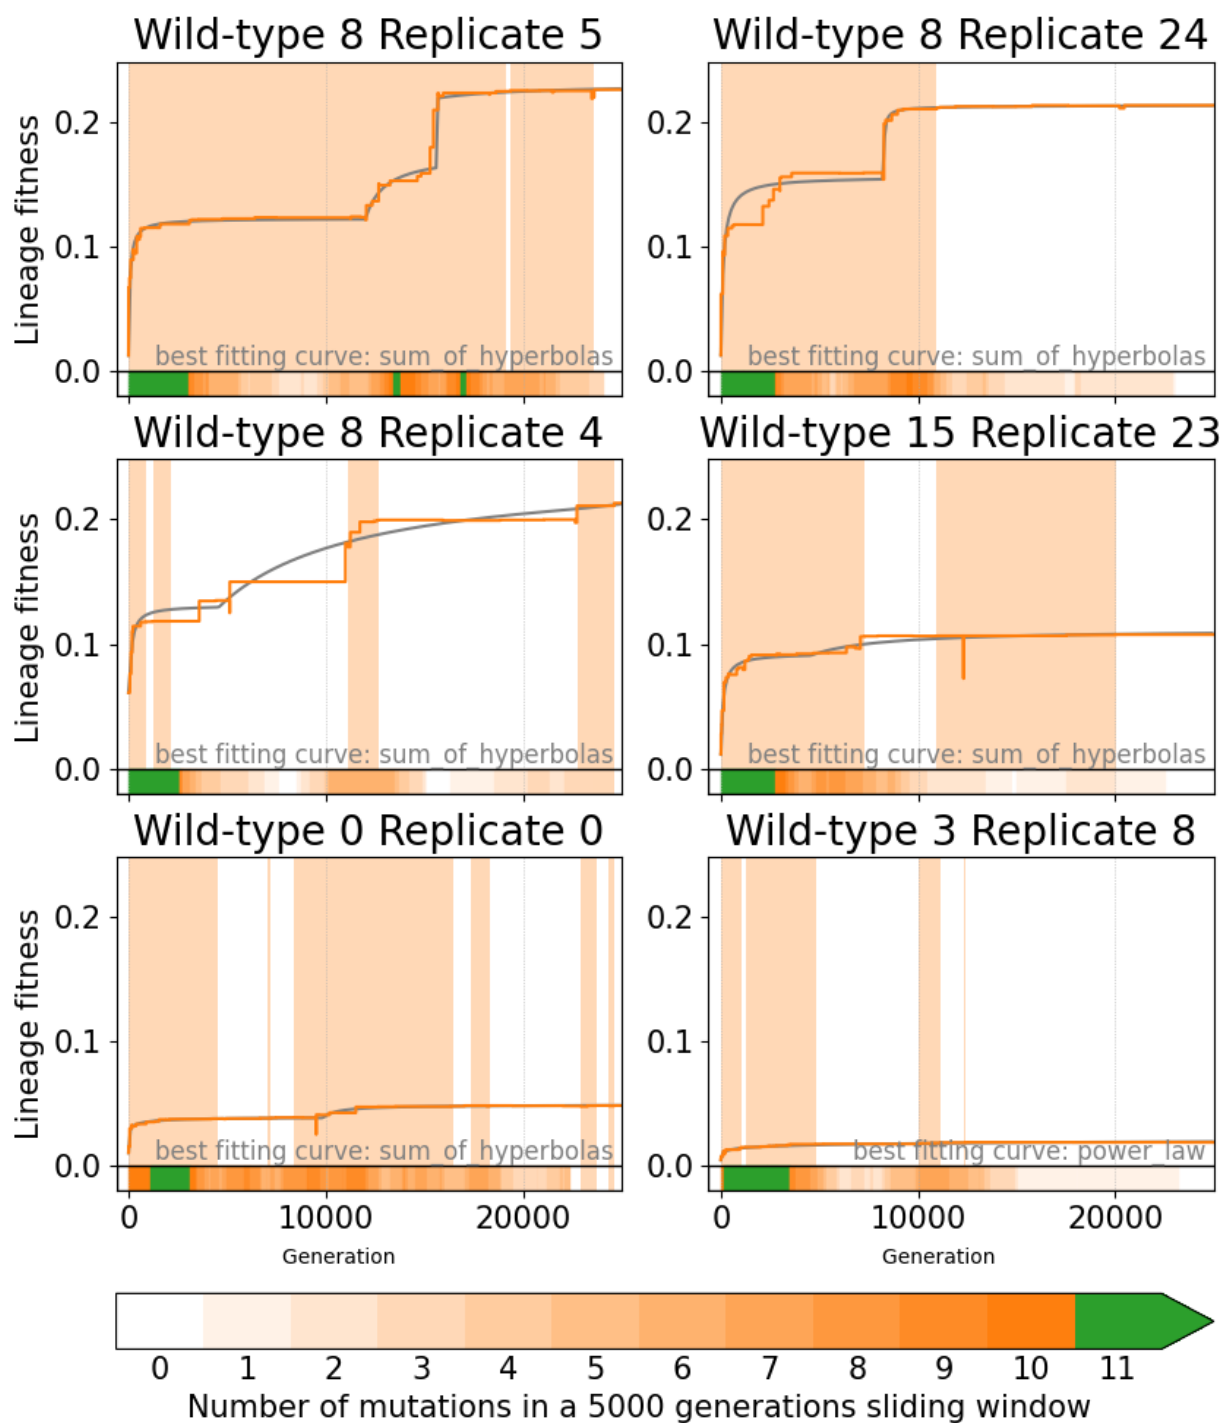 Wild-type 8 Replicate 5
Wild-type 8 Replicate 24
Lineage fitness
0.2
0.1
0.0
best fitting curve: sum_of_hyperbolas
0.2
0.1
0.0
best fitting curve: sum_of_hyperbolas
Wild-type 8 Replicate 4
Wild-type 15 Replicate 23
Lineage fitness
0.2
0.1
0.0
best fitting curve: sum_of_hyperbolas
0.2
0.1
0.0
best fitting curve: sum_of_hyperbolas
Wild-type 0 Replicate 0
Wild-type 3 Replicate 8
Lineage fitness
0.2
0.1
0.0
best fitting curve: sum_of_hyperbolas
0.2
0.1
0.0
best fitting curve: power_law
0 10000 20000
0 10000 20000
Generation
Generation
0 1 2 3 4 5 6 7 8 9 10 11
Number of mutations in a 5000 generations sliding window